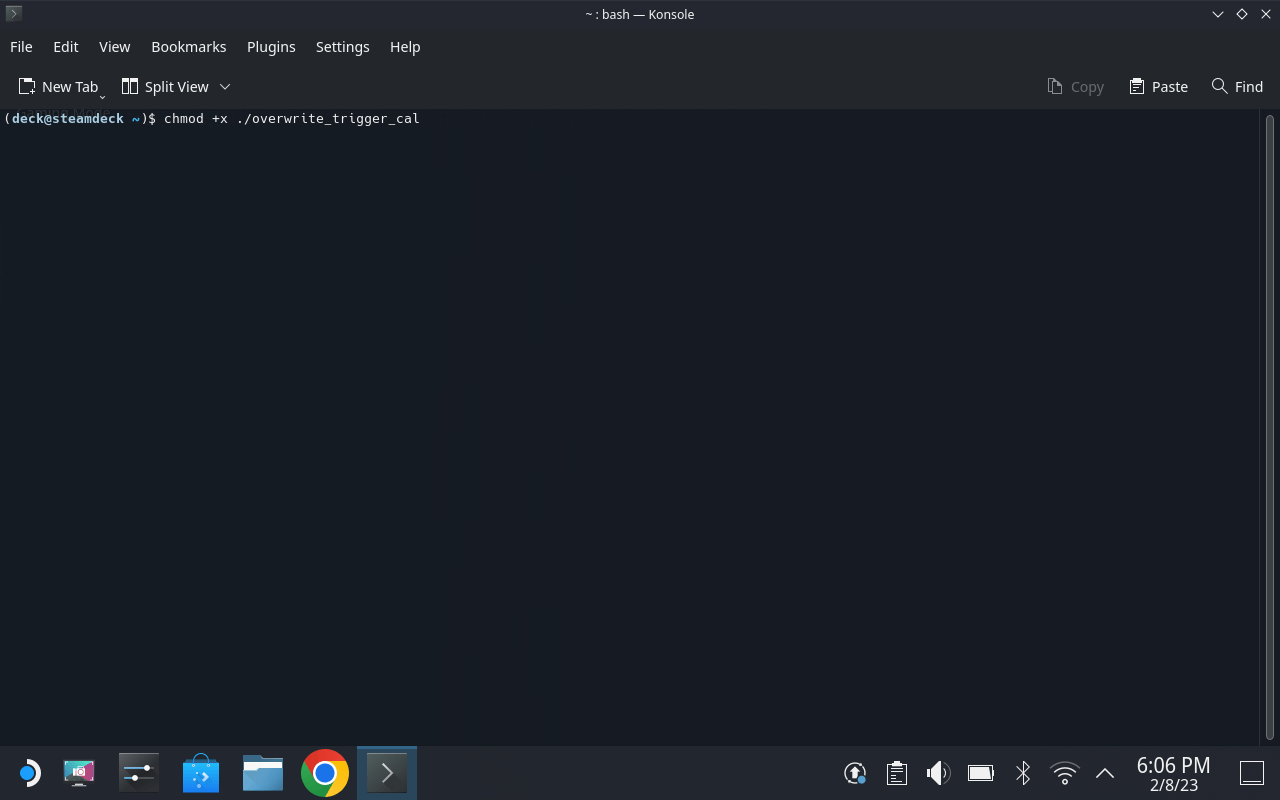 ~ : bash — Konsole
File Edit View Bookmarks Plugins Settings Help
New Tab Split View Copy Paste Find
(deck@steamdeck ~)$ chmod +x ./overwrite_trigger_cal
6:06 PM
2/8/23